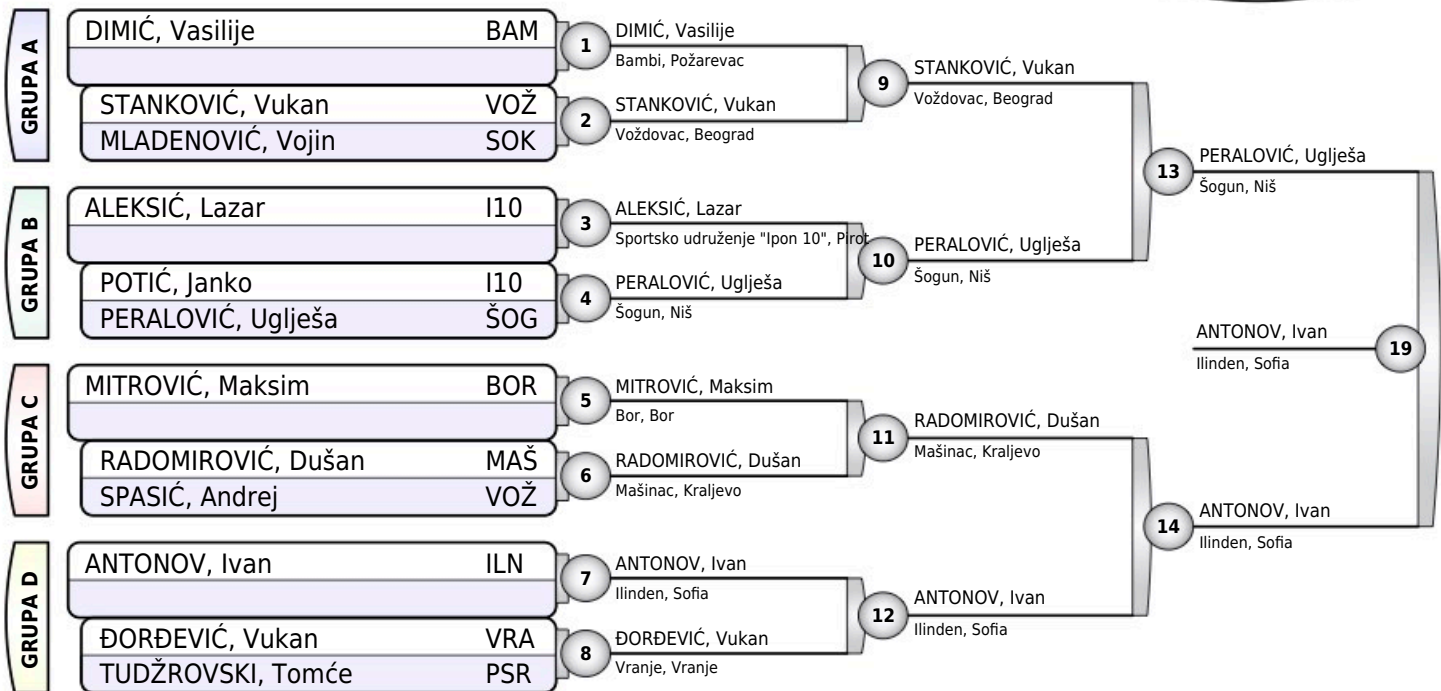 GRUPA A
DIMIĆ, Vasilije BAM
STANKOVIĆ, Vukan VOŽ
MLADENOVIĆ, Vojin SOK
GRUPA B
ALEKSIĆ, Lazar I10
POTIĆ, Janko I10
PERALOVIĆ, Uglješa ŠOG
GRUPA C
MITROVIĆ, Maksim BOR
RADOMIROVIĆ, Dušan MAŠ
SPASIĆ, Andrej VOŽ
GRUPA D
ANTONOV, Ivan ILN
ĐORĐEVIĆ, Vukan VRA
TUDŽROVSKI, Tomće PSR
1
DIMIĆ, Vasilije
Bambi, Požarevac
2
STANKOVIĆ, Vukan
Voždovac, Beograd
3
ALEKSIĆ, Lazar
Sportsko udruženje "Ipon 10", Pirot
4
PERALOVIĆ, Uglješa
Šogun, Niš
5
MITROVIĆ, Maksim
Bor, Bor
6
RADOMIROVIĆ, Dušan
Mašinac, Kraljevo
7
ANTONOV, Ivan
Ilinden, Sofia
8
ĐORĐEVIĆ, Vukan
Vranje, Vranje
9
STANKOVIĆ, Vukan
Voždovac, Beograd
10
PERALOVIĆ, Uglješa
Šogun, Niš
11
RADOMIROVIĆ, Dušan
Mašinac, Kraljevo
12
ANTONOV, Ivan
Ilinden, Sofia
13
PERALOVIĆ, Uglješa
Šogun, Niš
14
ANTONOV, Ivan
Ilinden, Sofia
ANTONOV, Ivan
Ilinden, Sofia
19